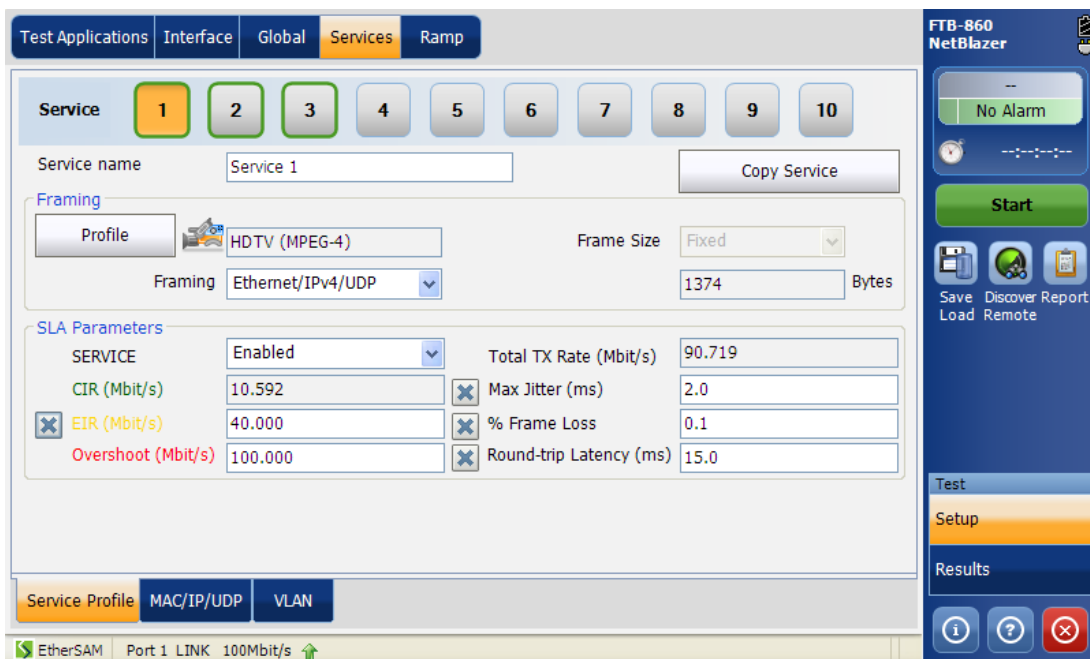 Test Applications Interface Global Services Ramp
FTB-860
NetBlazer
Service 1 2 3 4 5 6 7 8 9 10
--
No Alarm
--:--:--:--
Service name Service 1 Copy Service
Framing
Profile HDTV (MPEG-4) Frame Size Fixed
Start
Framing Ethernet/IPv4/UDP 1374 Bytes
Save Discover Report
Load Remote
SLA Parameters
SERVICE Enabled Total TX Rate (Mbit/s) 90.719
CIR (Mbit/s) 10.592 Max Jitter (ms) 2.0
EIR (Mbit/s) 40.000 % Frame Loss 0.1
Overshoot (Mbit/s) 100.000 Round-trip Latency (ms) 15.0
Test
Setup
Results
Service Profile MAC/IP/UDP VLAN
EtherSAM Port 1 LINK 100Mbit/s